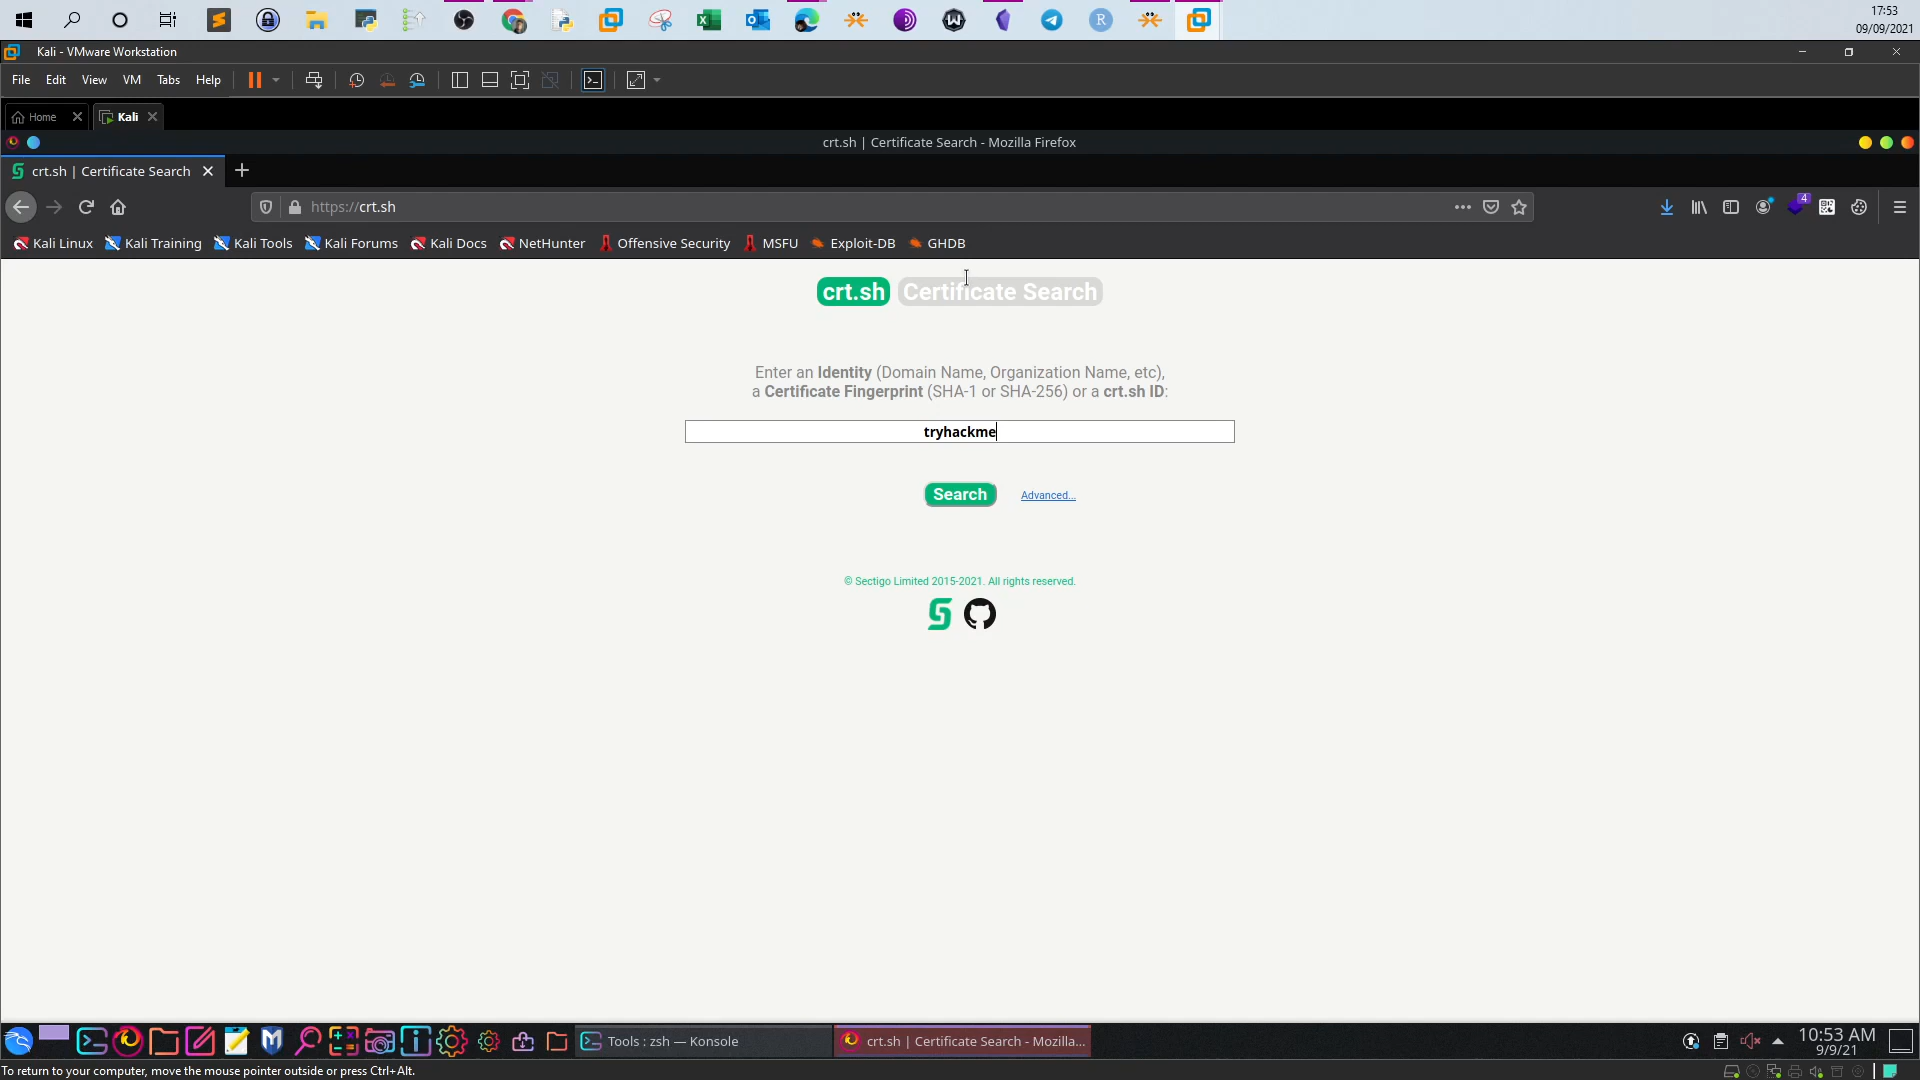 17:53
09/09/2021
Kali - VMware Workstation
File Edit View VM Tabs Help
Home Kali
crt.sh | Certificate Search - Mozilla Firefox
crt.sh | Certificate Search
https://crt.sh
4
Kali Linux Kali Training Kali Tools Kali Forums Kali Docs NetHunter Offensive Security MSFU Exploit-DB GHDB
crt.sh Certificate Search
Enter an Identity (Domain Name, Organization Name, etc),
a Certificate Fingerprint (SHA-1 or SHA-256) or a crt.sh ID:
tryhackme
Search Advanced...
© Sectigo Limited 2015-2021. All rights reserved.
Tools : zsh — Konsole
crt.sh | Certificate Search - Mozilla...
10:53 AM
9/9/21
To return to your computer, move the mouse pointer outside or press Ctrl+Alt.